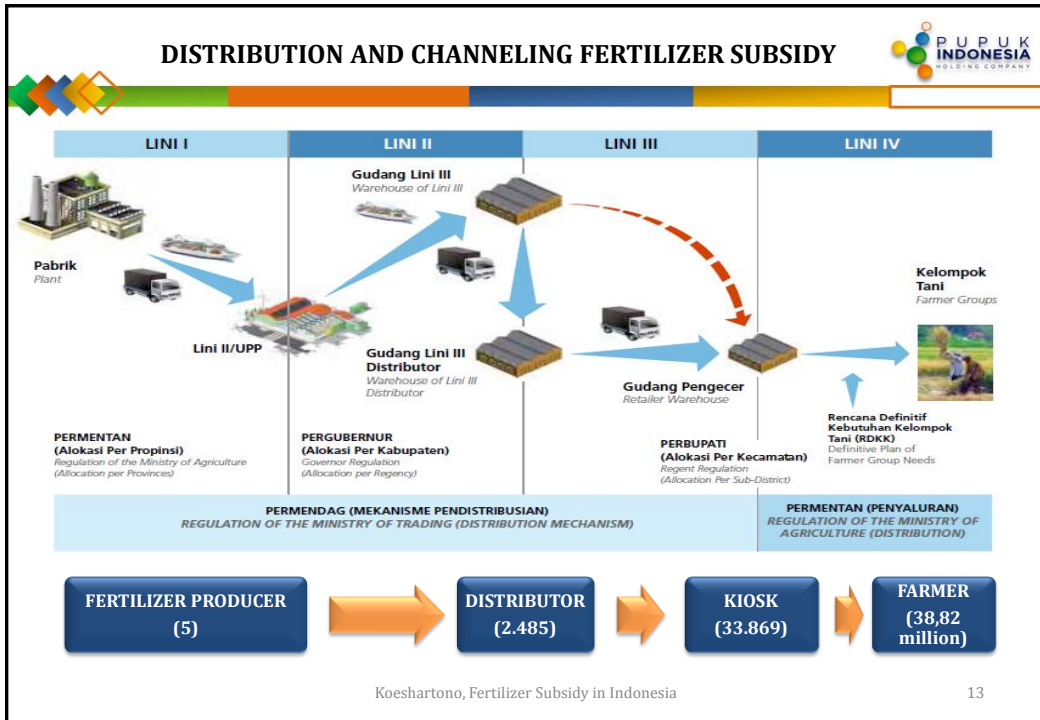 DISTRIBUTION AND CHANNELING FERTILIZER SUBSIDY
PUPUK
INDONESIA
HOLDING COMPANY
LINI I
LINI II
LINI III
LINI IV
Pabrik
Plant
Lini II/UPP
Gudang Lini III
Warehouse of Lini III
Gudang Lini III
Distributor
Warehouse of Lini III
Distributor
Gudang Pengecer
Retailer Warehouse
Kelompok
Tani
Farmer Groups
Rencana Definitif
Kebutuhan Kelompok
Tani (RDKK)
Definitive Plan of
Farmer Group Needs
PERMENTAN
(Alokasi Per Propinsi)
Regulation of the Ministry of Agriculture
(Allocation per Provinces)
PERGUBERNUR
(Alokasi Per Kabupaten)
Governor Regulation
(Allocation per Regency)
PERBUPATI
(Alokasi Per Kecamatan)
Regent Regulation
(Allocation Per Sub-District)
PERMENDAG (MEKANISME PENDISTRIBUSIAN)
REGULATION OF THE MINISTRY OF TRADING (DISTRIBUTION MECHANISM)
PERMENTAN (PENYALURAN)
REGULATION OF THE MINISTRY OF
AGRICULTURE (DISTRIBUTION)
FERTILIZER PRODUCER
(5)
DISTRIBUTOR
(2.485)
KIOSK
(33.869)
FARMER
(38,82
million)
Koeshartono, Fertilizer Subsidy in Indonesia
13